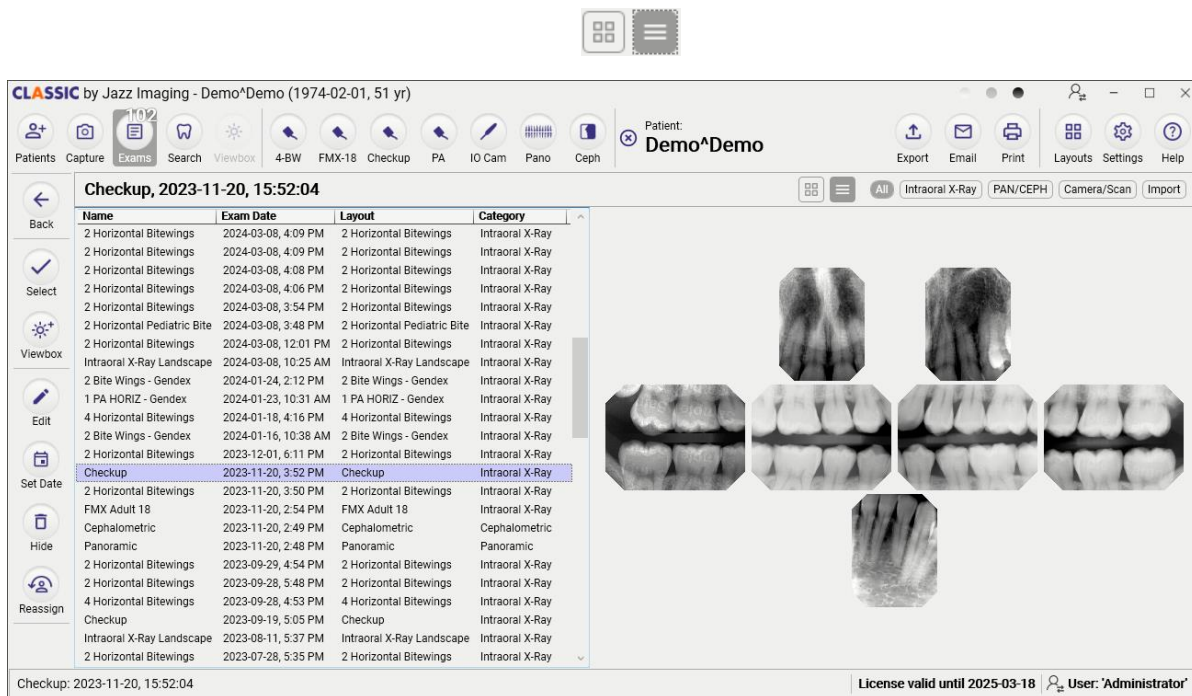 CLASSIC by Jazz Imaging - Demo^Demo (1974-02-01, 51 yr)
102
Patients Capture Exams Search Viewbox 4-BW FMX-18 Checkup PA IO Cam Pano Ceph
Patient:
Demo^Demo
Export Email Print Layouts Settings Help
Back
Select
Viewbox
Edit
Set Date
Hide
Reassign
Checkup, 2023-11-20, 15:52:04
All Intraoral X-Ray PAN/CEPH Camera/Scan Import
Name Exam Date Layout Category
2 Horizontal Bitewings 2024-03-08, 4:09 PM 2 Horizontal Bitewings Intraoral X-Ray
2 Horizontal Bitewings 2024-03-08, 4:09 PM 2 Horizontal Bitewings Intraoral X-Ray
2 Horizontal Bitewings 2024-03-08, 4:08 PM 2 Horizontal Bitewings Intraoral X-Ray
2 Horizontal Bitewings 2024-03-08, 4:06 PM 2 Horizontal Bitewings Intraoral X-Ray
2 Horizontal Bitewings 2024-03-08, 3:54 PM 2 Horizontal Bitewings Intraoral X-Ray
2 Horizontal Pediatric Bite 2024-03-08, 3:48 PM 2 Horizontal Pediatric Bite Intraoral X-Ray
2 Horizontal Bitewings 2024-03-08, 12:01 PM 2 Horizontal Bitewings Intraoral X-Ray
Intraoral X-Ray Landscape 2024-03-08, 10:25 AM Intraoral X-Ray Landscape Intraoral X-Ray
2 Bite Wings - Gendex 2024-01-24, 2:12 PM 2 Bite Wings - Gendex Intraoral X-Ray
1 PA HORIZ - Gendex 2024-01-23, 10:31 AM 1 PA HORIZ - Gendex Intraoral X-Ray
4 Horizontal Bitewings 2024-01-18, 4:16 PM 4 Horizontal Bitewings Intraoral X-Ray
2 Bite Wings - Gendex 2024-01-16, 10:38 AM 2 Bite Wings - Gendex Intraoral X-Ray
2 Horizontal Bitewings 2023-12-01, 6:11 PM 2 Horizontal Bitewings Intraoral X-Ray
Checkup 2023-11-20, 3:52 PM Checkup Intraoral X-Ray
2 Horizontal Bitewings 2023-11-20, 3:50 PM 2 Horizontal Bitewings Intraoral X-Ray
FMX Adult 18 2023-11-20, 2:54 PM FMX Adult 18 Intraoral X-Ray
Cephalometric 2023-11-20, 2:49 PM Cephalometric Cephalometric
Panoramic 2023-11-20, 2:48 PM Panoramic Panoramic
2 Horizontal Bitewings 2023-09-29, 4:54 PM 2 Horizontal Bitewings Intraoral X-Ray
2 Horizontal Bitewings 2023-09-28, 5:48 PM 2 Horizontal Bitewings Intraoral X-Ray
4 Horizontal Bitewings 2023-09-28, 4:53 PM 4 Horizontal Bitewings Intraoral X-Ray
Checkup 2023-09-19, 5:05 PM Checkup Intraoral X-Ray
Intraoral X-Ray Landscape 2023-08-11, 5:37 PM Intraoral X-Ray Landscape Intraoral X-Ray
2 Horizontal Bitewings 2023-07-28, 5:35 PM 2 Horizontal Bitewings Intraoral X-Ray
Checkup: 2023-11-20, 15:52:04
License valid until 2025-03-18 User: 'Administrator'